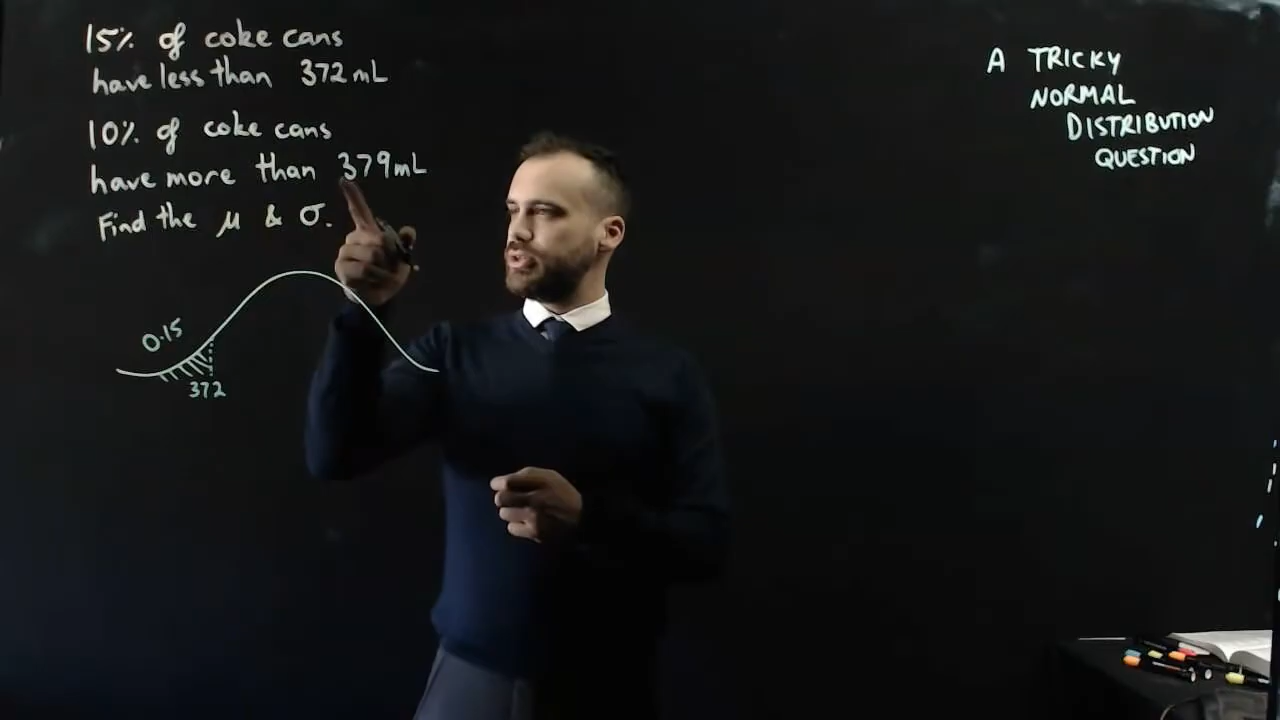 15% of coke cans
have less than 372 mL
10% of coke cans
have more than 379 mL
Find the μ & σ.
0.15
372
A TRICKY
NORMAL
DISTRIBUTION
QUESTION